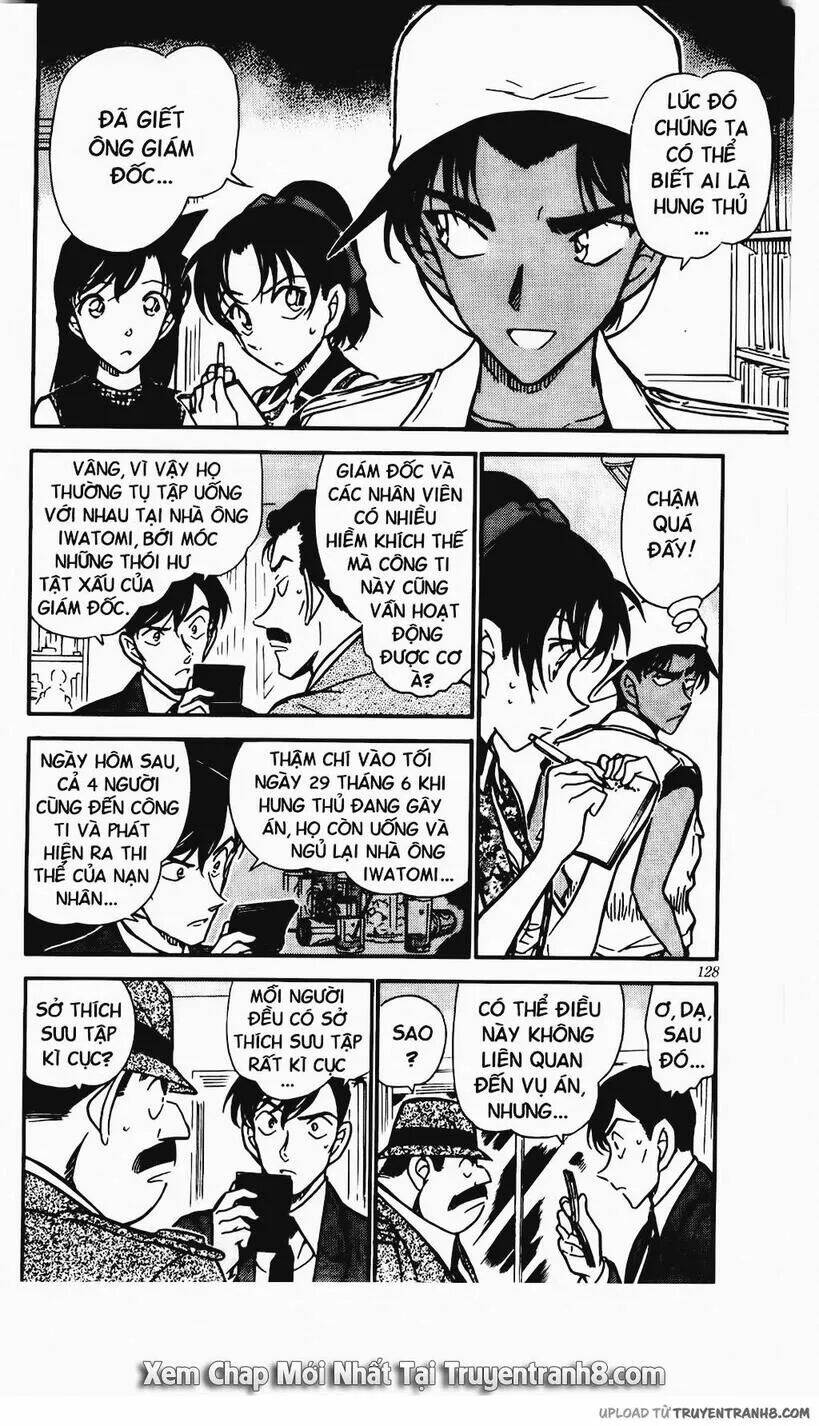 LÚC ĐÓ
CHÚNG TA
CÓ THỂ
BIẾT AI LÀ
HUNG THỦ
...
ĐÃ GIẾT
ÔNG GIÁM
ĐỐC...
CHẬM
QUÁ
ĐẤY!
GIÁM ĐỐC VÀ
CÁC NHÂN VIÊN
CÓ NHIỀU
HIỀM KHÍCH THẾ
MÀ CÔNG TI
NÀY CŨNG
VẪN HOẠT
ĐỘNG
ĐƯỢC CƠ
À?
VÂNG, VÌ VẬY HỌ
THƯỜNG TỤ TẬP UỐNG
VỚI NHAU TẠI NHÀ ÔNG
IWATOMI, BỚI MÓC
NHỮNG THÓI HƯ
TẬT XẤU CỦA
GIÁM ĐỐC.
THẬM CHÍ VÀO TỐI
NGÀY 29 THÁNG 6 KHI
HUNG THỦ ĐANG GÂY
ÁN, HỌ CÒN UỐNG VÀ
NGỦ LẠI NHÀ ÔNG
IWATOMI...
NGÀY HÔM SAU,
CẢ 4 NGƯỜI
CÙNG ĐẾN CÔNG
TI VÀ PHÁT
HIỆN RA THI
THỂ CỦA NẠN
NHÂN...
128
Ơ, DẠ,
SAU
ĐÓ...
CÓ THỂ ĐIỀU
NÀY KHÔNG
LIÊN QUAN
ĐẾN VỤ ÁN,
NHƯNG...
SAO
?
MỖI NGƯỜI
ĐỀU CÓ SỞ
THÍCH SƯU TẬP
RẤT KÌ CỤC
...
SỞ THÍCH
SƯU TẬP
KÌ CỤC?
Xem Chap Mới Nhất Tại Truyentranh8.com
UPLOAD TỪ TRUYENTRANH8.COM